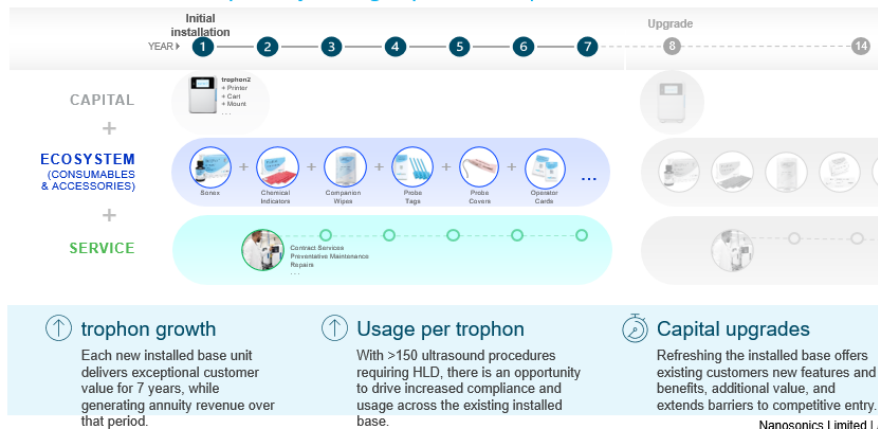 Initial
installation
Upgrade
YEAR
1
2
3
4
5
6
7
8
14
CAPITAL
trophon2
+ Printer
+ Cart
+ Mount
...
+
ECOSYSTEM
(CONSUMABLES
& ACCESSORIES)
+ + + + + ...
Sonex Chemical Companion Probe Probe Operator
Indicators Wipes Tags Covers Cards
+
SERVICE
Contract Services
Preventative Maintenance
Repairs
...
trophon growth
Each new installed base unit
delivers exceptional customer
value for 7 years, while
generating annuity revenue over
that period.
Usage per trophon
With >150 ultrasound procedures
requiring HLD, there is an opportunity
to drive increased compliance and
usage across the existing installed
base.
Capital upgrades
Refreshing the installed base offers
existing customers new features and
benefits, additional value, and
extends barriers to competitive entry.
Nanosonics Limited |